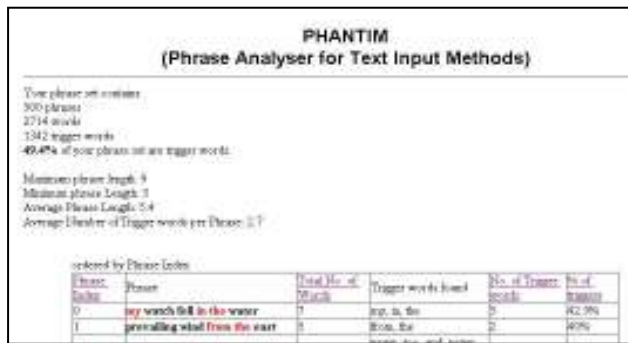 PHANTIM
(Phrase Analyser for Text Input Methods)
Your phrase set contains
500 phrases
2714 words
1342 trigger words
49.4% of your phrase set are trigger words.
Maximum phrase length: 9
Minimum phrase Length: 3
Average Phrase Length: 5.4
Average Number of Trigger words per Phrase: 2.7
ordered by Phrase Index
Phrase Index Phrase Total No. of Words Trigger words found No. of Trigger words % of triggers
0 my watch fell in the water 7 my, in, the 3 42.9%
1 prevailing wind from the east 5 from, the 2 40%